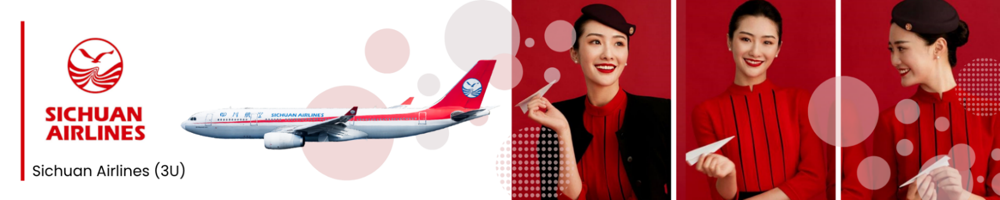 SICHUAN
AIRLINES
Sichuan Airlines (3U)
四川航空 SICHUAN AIRLINES